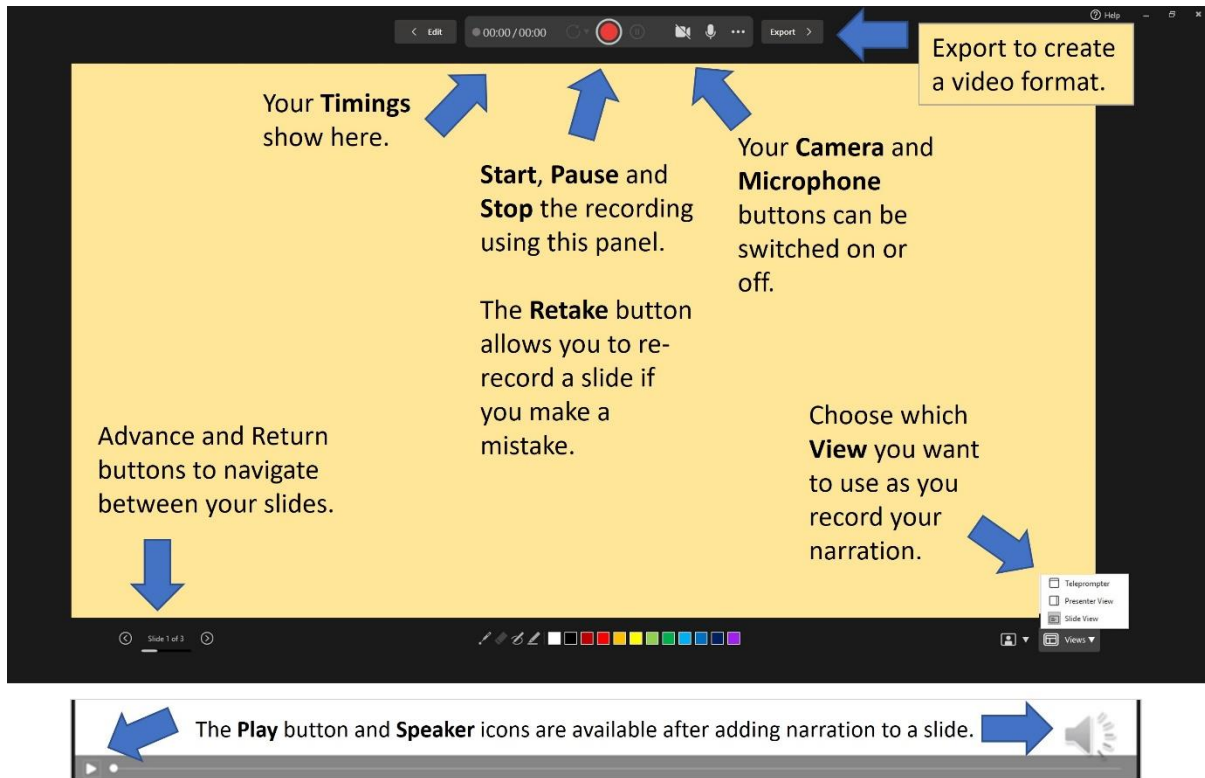 Help
Edit
00:00 / 00:00
Export
Export to create
a video format.
Your Timings
show here.
Start, Pause and
Stop the recording
using this panel.
Your Camera and
Microphone
buttons can be
switched on or
off.
The Retake button
allows you to re-
record a slide if
you make a
mistake.
Advance and Return
buttons to navigate
between your slides.
Choose which
View you want
to use as you
record your
narration.
Teleprompter
Presenter View
Slide View
Slide 1 of 3
Views
The Play button and Speaker icons are available after adding narration to a slide.